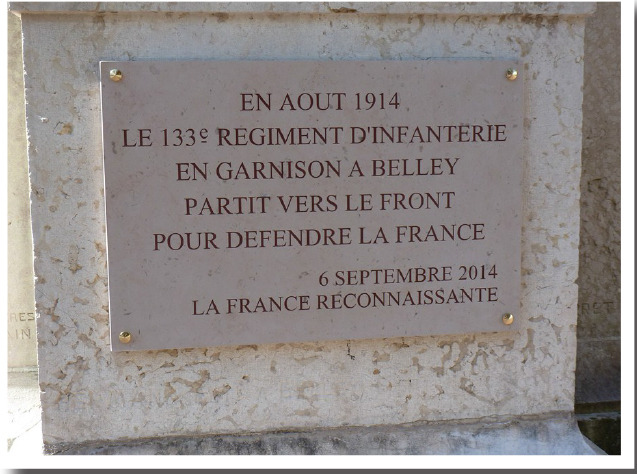 EN AOUT 1914
LE 133e REGIMENT D'INFANTERIE
EN GARNISON A BELLEY
PARTIT VERS LE FRONT
POUR DEFENDRE LA FRANCE
6 SEPTEMBRE 2014
LA FRANCE RECONNAISSANTE